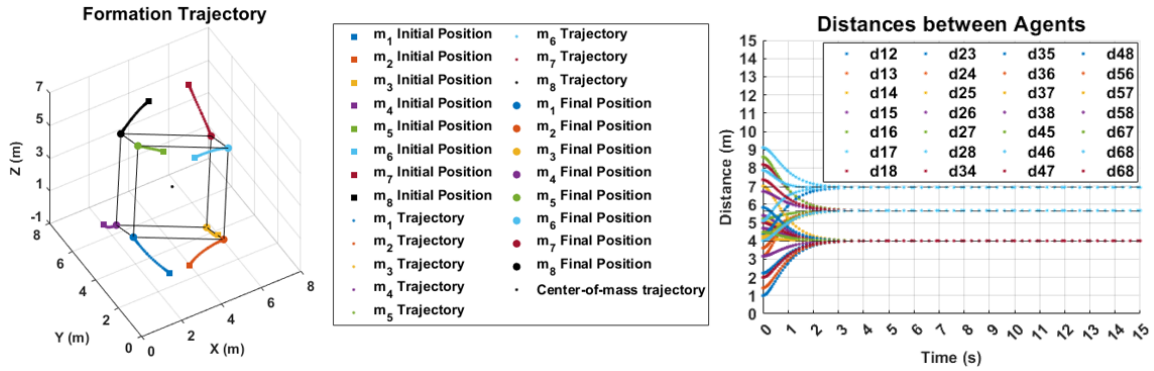 Formation Trajectory
Z (m)
7
5
3
1
-1
8
6
4
2
0
Y (m)
0
2
4
6
8
X (m)
m1 Initial Position
m2 Initial Position
m3 Initial Position
m4 Initial Position
m5 Initial Position
m6 Initial Position
m7 Initial Position
m8 Initial Position
m1 Trajectory
m2 Trajectory
m3 Trajectory
m4 Trajectory
m5 Trajectory
m6 Trajectory
m7 Trajectory
m8 Trajectory
m1 Final Position
m2 Final Position
m3 Final Position
m4 Final Position
m5 Final Position
m6 Final Position
m7 Final Position
m8 Final Position
Center-of-mass trajectory
Distances between Agents
Distance (m)
15
14
13
12
11
10
9
8
7
6
5
4
3
2
1
0
d12 d23 d35 d48
d13 d24 d36 d56
d14 d25 d37 d57
d15 d26 d38 d58
d16 d27 d45 d67
d17 d28 d46 d68
d18 d34 d47 d68
0 1 2 3 4 5 6 7 8 9 10 11 12 13 14 15
Time (s)